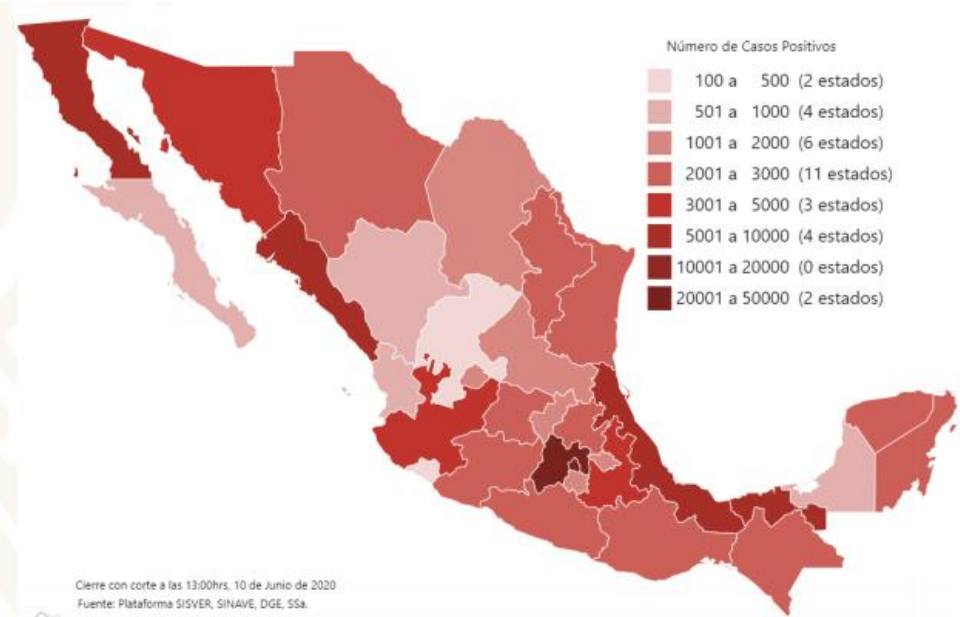 Número de Casos Positivos
100 a 500 (2 estados)
501 a 1000 (4 estados)
1001 a 2000 (6 estados)
2001 a 3000 (11 estados)
3001 a 5000 (3 estados)
5001 a 10000 (4 estados)
10001 a 20000 (0 estados)
20001 a 50000 (2 estados)
Cierre con corte a las 13:00hrs, 10 de Junio de 2020
Fuente: Plataforma SISVER, SINAVE, DGE, SSa.